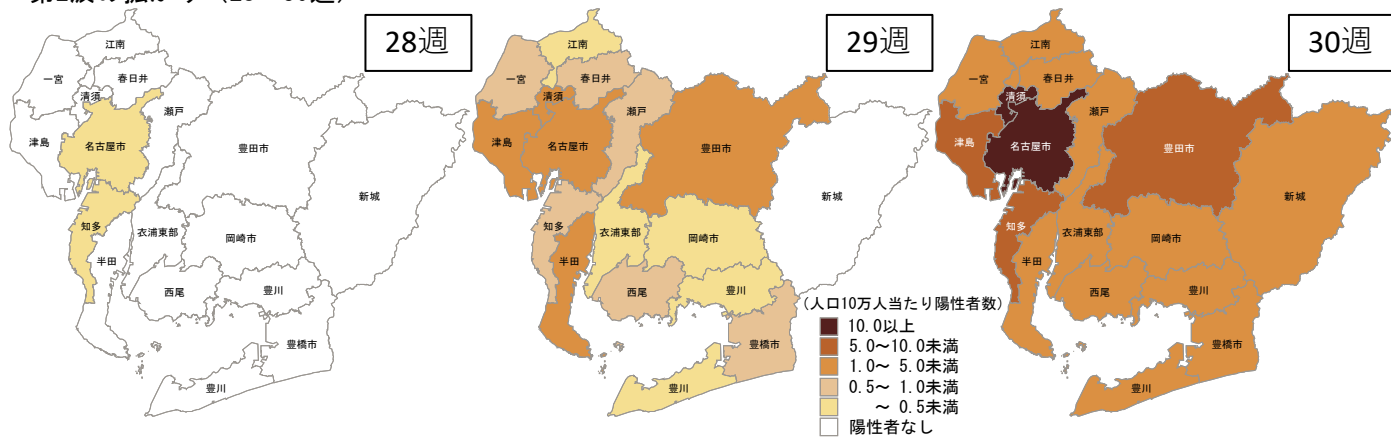 28週
江南
一宮
春日井
清須
瀬戸
津島
名古屋市
豊田市
新城
知多
衣浦東部
岡崎市
半田
西尾
豊川
豊橋市
豊川
29週
江南
一宮
春日井
清須
瀬戸
津島
名古屋市
豊田市
新城
知多
衣浦東部
岡崎市
半田
西尾
豊川
豊橋市
豊川
(人口10万人当たり陽性者数)
10.0以上
5.0～10.0未満
1.0～ 5.0未満
0.5～ 1.0未満
～ 0.5未満
陽性者なし
30週
江南
一宮
春日井
清須
瀬戸
津島
名古屋市
豊田市
新城
知多
衣浦東部
岡崎市
半田
西尾
豊川
豊橋市
豊川